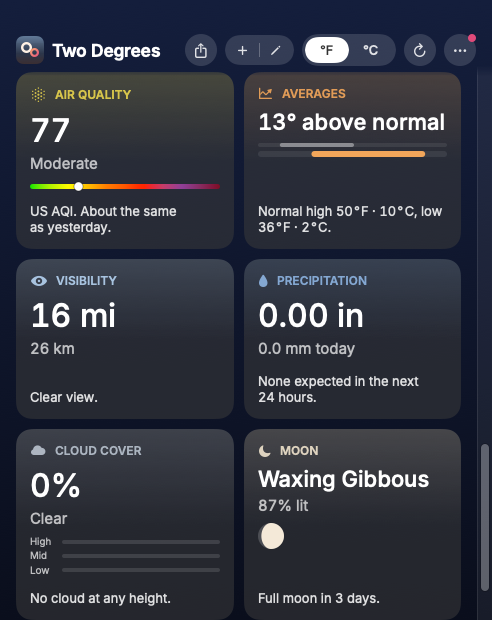 Two Degrees
°F
°C
AIR QUALITY
77
Moderate
US AQI. About the same
as yesterday.
AVERAGES
13° above normal
Normal high 50°F · 10°C, low
36°F · 2°C.
VISIBILITY
16 mi
26 km
Clear view.
PRECIPITATION
0.00 in
0.0 mm today
None expected in the next
24 hours.
CLOUD COVER
0%
Clear
High
Mid
Low
No cloud at any height.
MOON
Waxing Gibbous
87% lit
Full moon in 3 days.